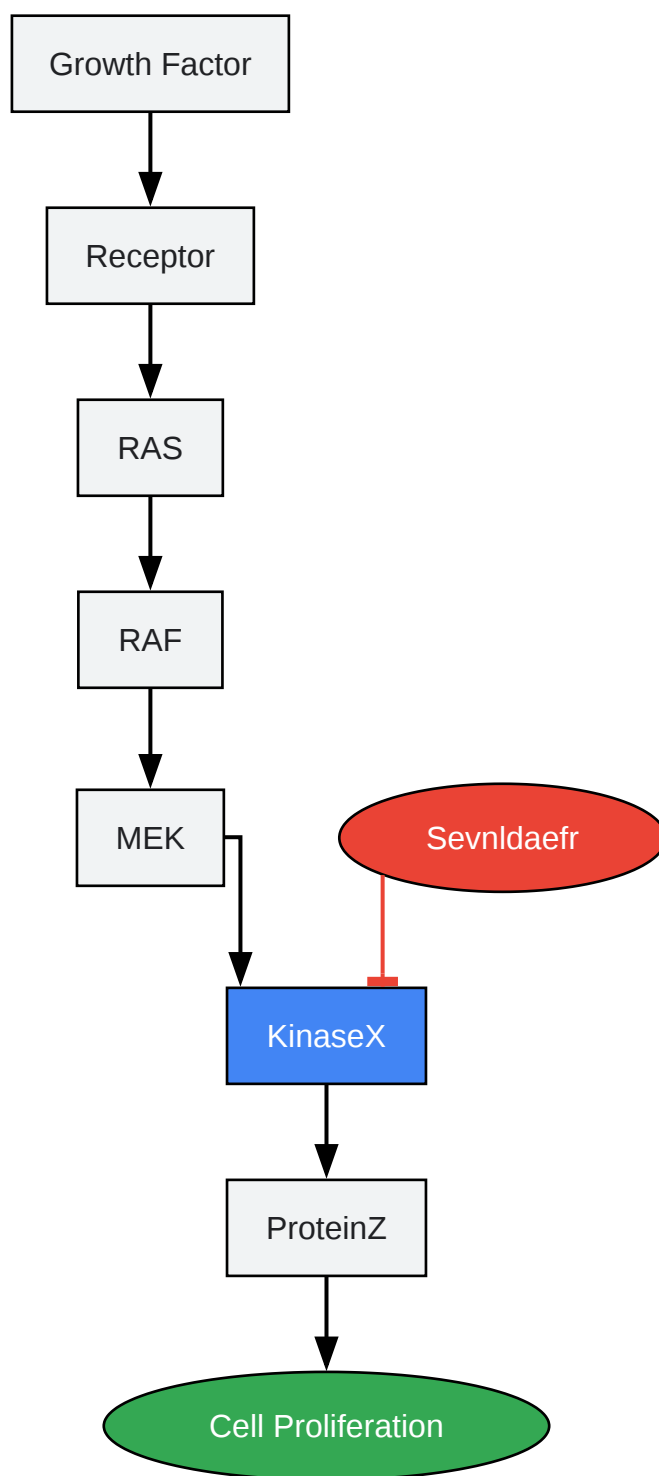 Growth Factor
Receptor
RAS
RAF
MEK
Sevnldaefr
KinaseX
ProteinZ
Cell Proliferation